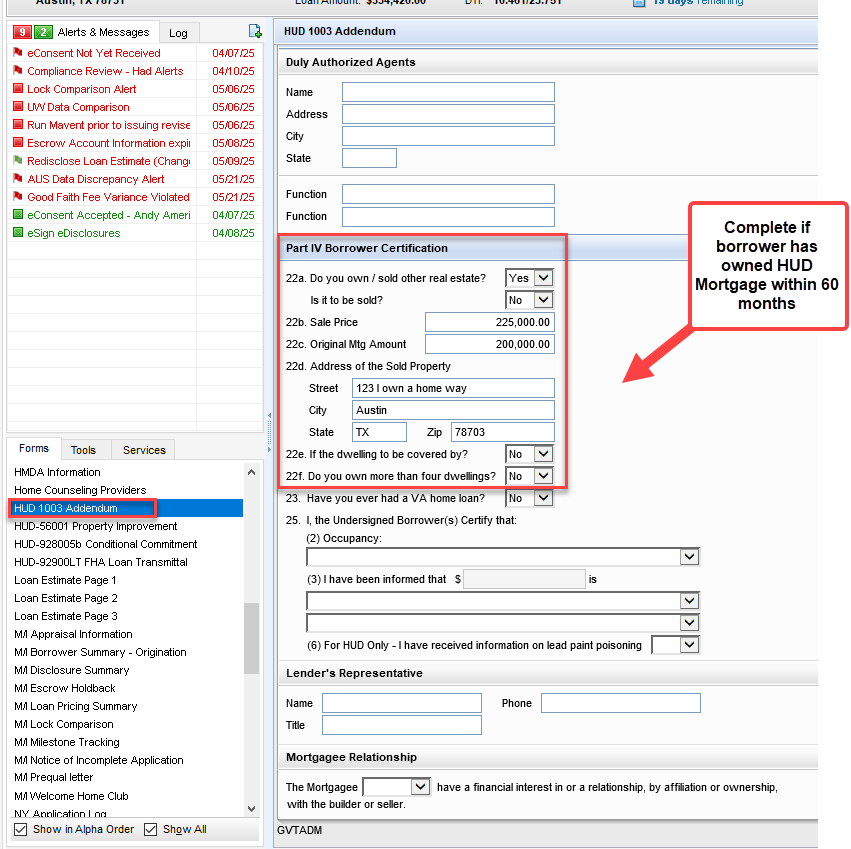 Austin, TX 78731
Loan Amount: $334,420.00
DTI: 10.461/23.751
19 days remaining
9 2 Alerts & Messages Log
eConsent Not Yet Received 04/07/25
Compliance Review - Had Alerts 04/10/25
Lock Comparison Alert 05/06/25
UW Data Comparison 05/06/25
Run Mavent prior to issuing revise 05/06/25
Escrow Account Information expi 05/08/25
Redisclose Loan Estimate (Chang 05/09/25
AUS Data Discrepancy Alert 05/21/25
Good Faith Fee Variance Violated 05/21/25
eConsent Accepted - Andy Ameri 04/07/25
eSign eDisclosures 04/08/25
Forms Tools Services
HMDA Information
Home Counseling Providers
HUD 1003 Addendum
HUD-56001 Property Improvement
HUD-928005b Conditional Commitment
HUD-92900LT FHA Loan Transmittal
Loan Estimate Page 1
Loan Estimate Page 2
Loan Estimate Page 3
M/I Appraisal Information
M/I Borrower Summary - Origination
M/I Disclosure Summary
M/I Escrow Holdback
M/I Loan Pricing Summary
M/I Lock Comparison
M/I Milestone Tracking
M/I Notice of Incomplete Application
M/I Prequal letter
M/I Welcome Home Club
NY Application Log
Show in Alpha Order Show All
HUD 1003 Addendum
Duly Authorized Agents
Name
Address
City
State
Function
Function
Part IV Borrower Certification
22a. Do you own / sold other real estate? Yes
Is it to be sold? No
22b. Sale Price 225,000.00
22c. Original Mtg Amount 200,000.00
22d. Address of the Sold Property
Street 123 I own a home way
City Austin
State TX Zip 78703
22e. If the dwelling to be covered by? No
22f. Do you own more than four dwellings? No
23. Have you ever had a VA home loan? No
25. I, the Undersigned Borrower(s) Certify that:
(2) Occupancy:
(3) I have been informed that $ is
(6) For HUD Only - I have received information on lead paint poisoning
Lender's Representative
Name Phone
Title
Mortgagee Relationship
The Mortgagee have a financial interest in or a relationship, by affiliation or ownership,
with the builder or seller.
GVTADM
Complete if
borrower has
owned HUD
Mortgage within 60
months